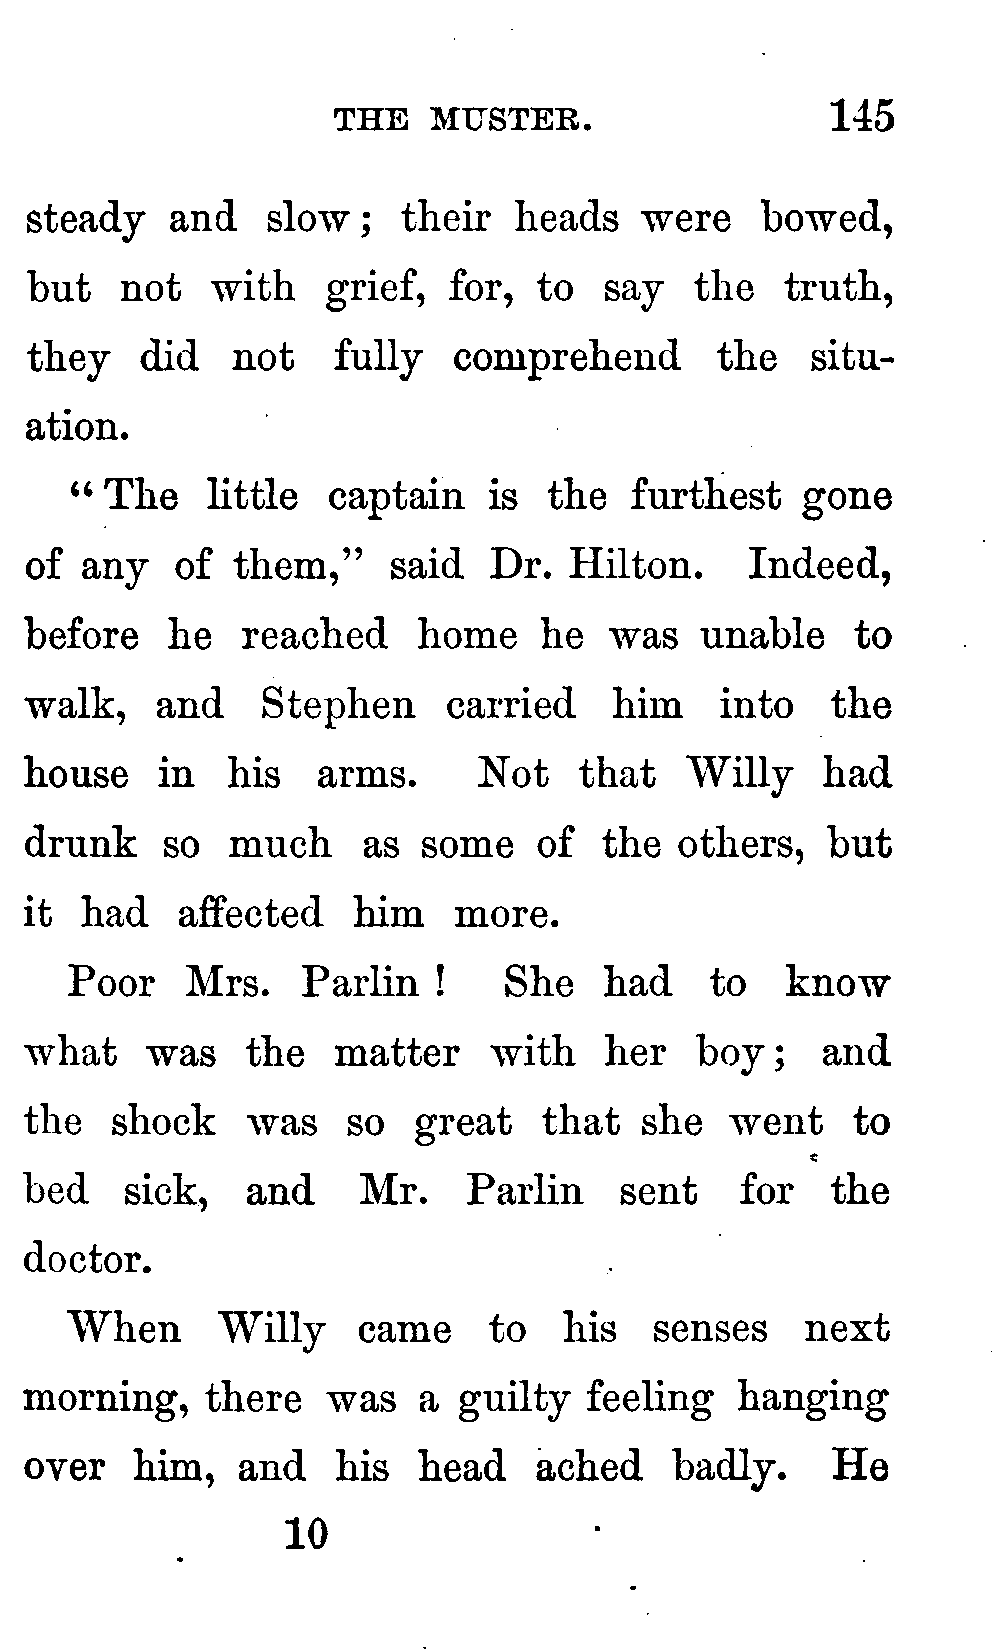 THE MUSTER. 145
steady and slow; their heads were bowed,
but not with grief, for, to say the truth,
they did not fully comprehend the situ-
ation.
"The little captain is the furthest gone
of any of them," said Dr. Hilton. Indeed,
before he reached home he was unable to
walk, and Stephen carried him into the
house in his arms. Not that Willy had
drunk so much as some of the others, but
it had affected him more.
Poor Mrs. Parlin! She had to know
what was the matter with her boy; and
the shock was so great that she went to
bed sick, and Mr. Parlin sent for the
doctor.
When Willy came to his senses next
morning, there was a guilty feeling hanging
over him, and his head ached badly. He
10